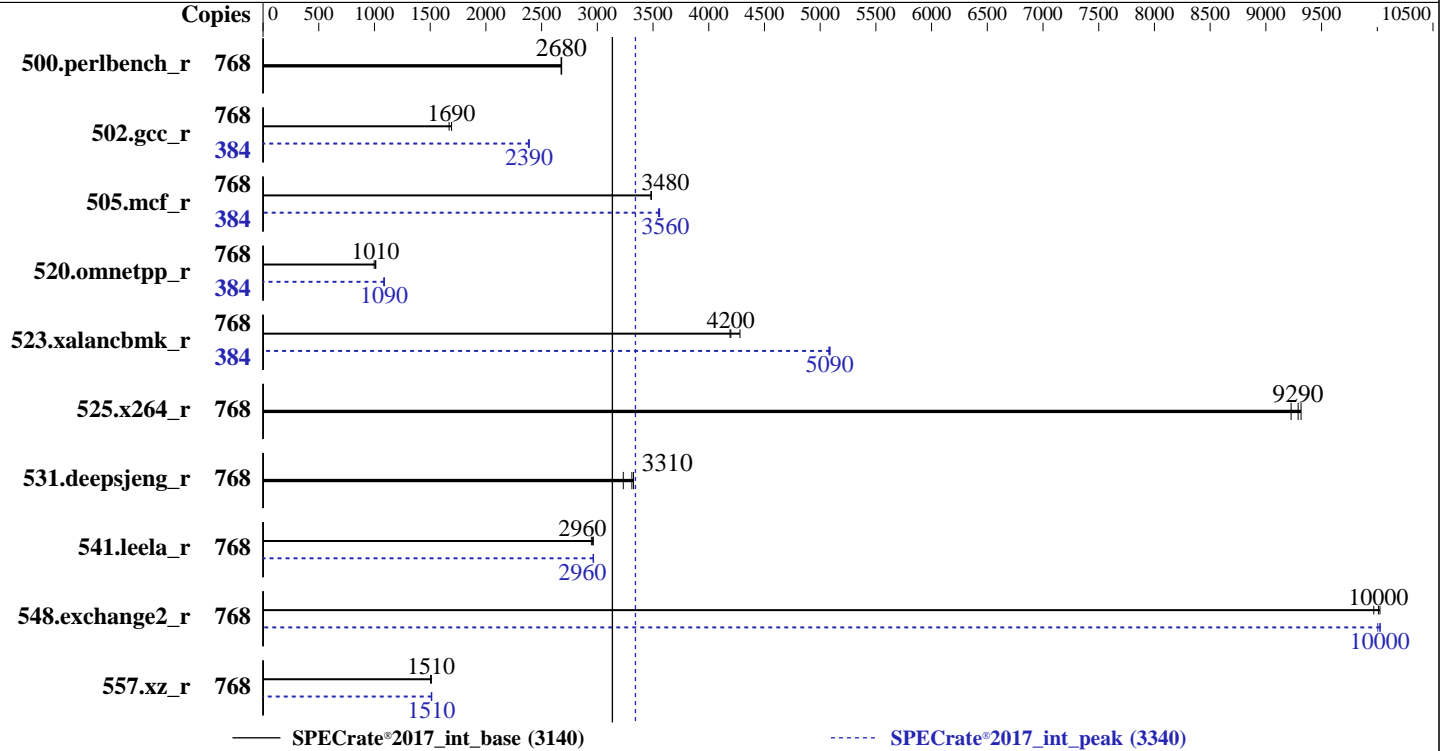 Copies 0 500 1000 1500 2000 2500 3000 3500 4000 4500 5000 5500 6000 6500 7000 7500 8000 8500 9000 9500 10500
2680
500.perlbench_r 768
768 1690
502.gcc_r
384 2390
768 3480
505.mcf_r
384 3560
768 1010
520.omnetpp_r
384 1090
768 4200
523.xalancbmk_r
384 5090
9290
525.x264_r 768
3310
531.deepsjeng_r 768
2960
541.leela_r 768
2960
10000
548.exchange2_r 768
10000
1510
557.xz_r 768
1510
SPECrate®2017_int_base (3140) SPECrate®2017_int_peak (3340)